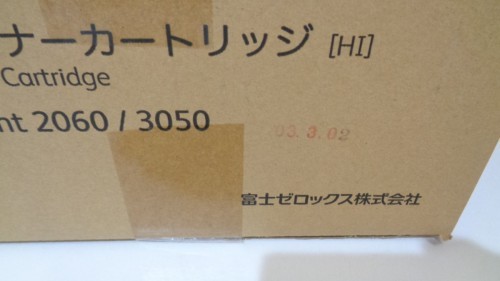 ナーカートリッジ [HI]
Cartridge
nt 2060 / 3050
03.3.02
富士ゼロックス株式会社